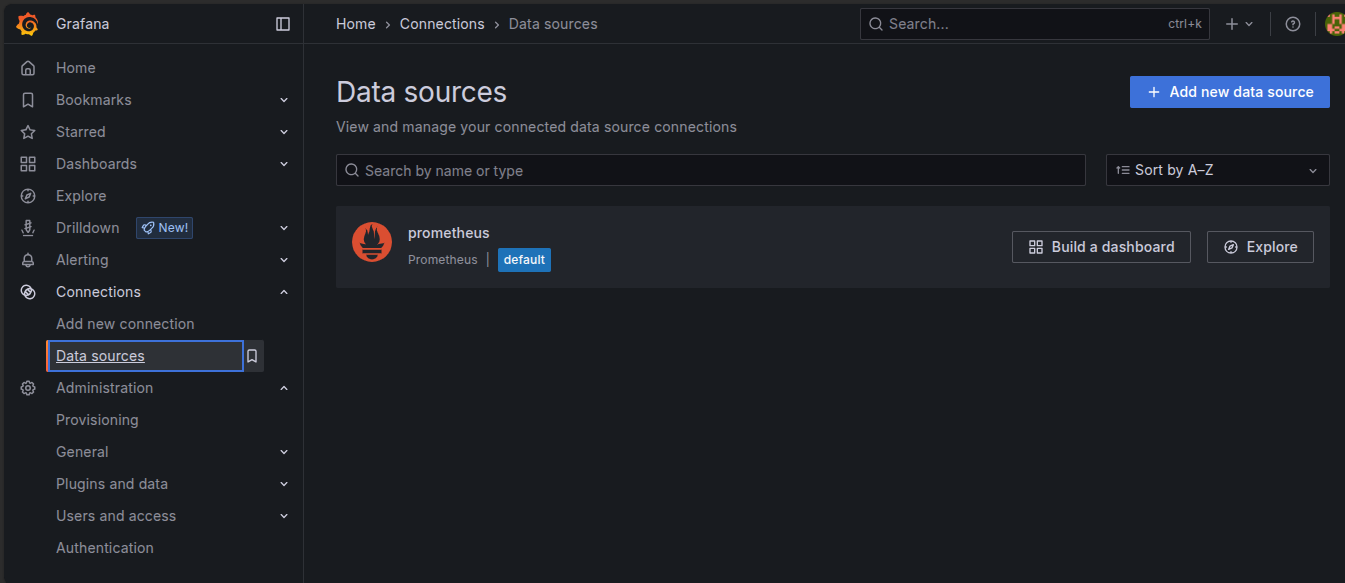 Grafana
Home › Connections › Data sources
Search... ctrl+k
Home
Bookmarks
Starred
Dashboards
Explore
Drilldown New!
Alerting
Connections
Add new connection
Data sources
Administration
Provisioning
General
Plugins and data
Users and access
Authentication
Data sources
Add new data source
View and manage your connected data source connections
Search by name or type
Sort by A–Z
prometheus
Prometheus | default
Build a dashboard
Explore